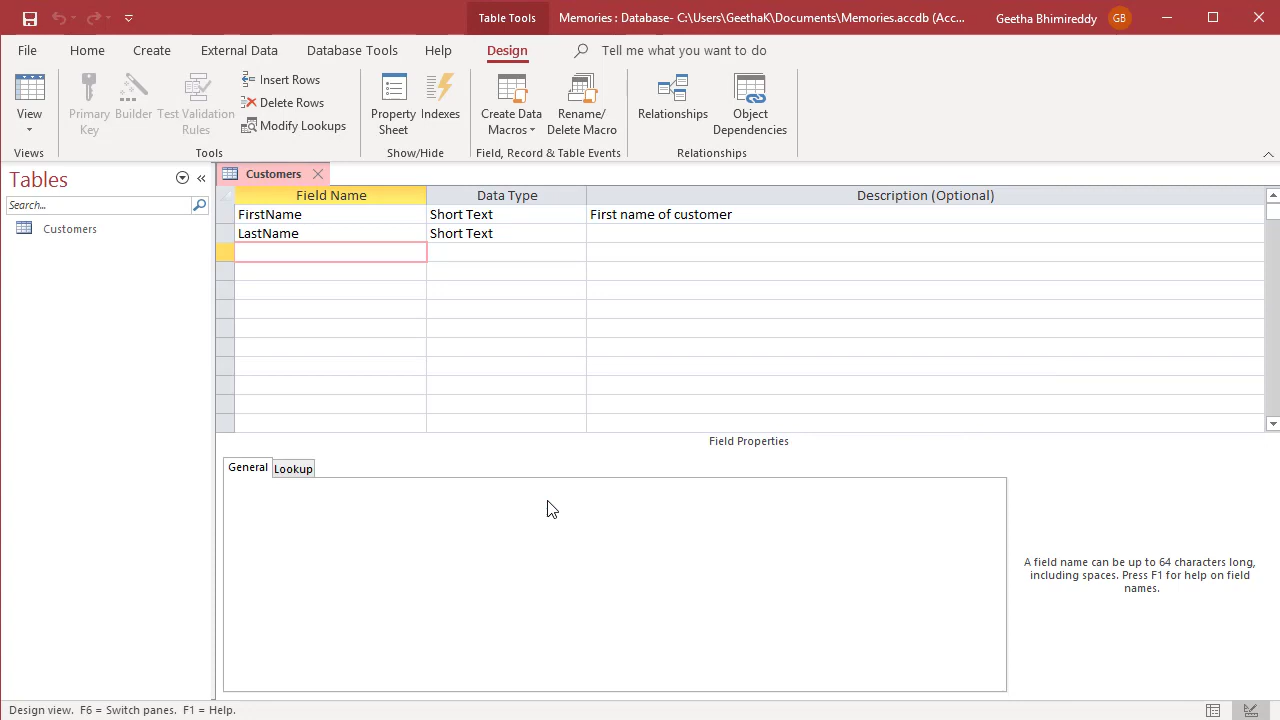 Table Tools
Memories : Database- C:\Users\GeethaK\Documents\Memories.accdb (Acc...
Geetha Bhimireddy
GB
File
Home
Create
External Data
Database Tools
Help
Design
Tell me what you want to do
View
Primary Key
Builder
Test Validation Rules
Insert Rows
Delete Rows
Modify Lookups
Property Sheet
Indexes
Create Data Macros
Rename/ Delete Macro
Relationships
Object Dependencies
Views
Tools
Show/Hide
Field, Record & Table Events
Relationships
Tables
Search...
Customers
Customers
Field Name
Data Type
Description (Optional)
FirstName
Short Text
First name of customer
LastName
Short Text
Field Properties
General
Lookup
A field name can be up to 64 characters long,
including spaces. Press F1 for help on field
names.
Design view. F6 = Switch panes. F1 = Help.